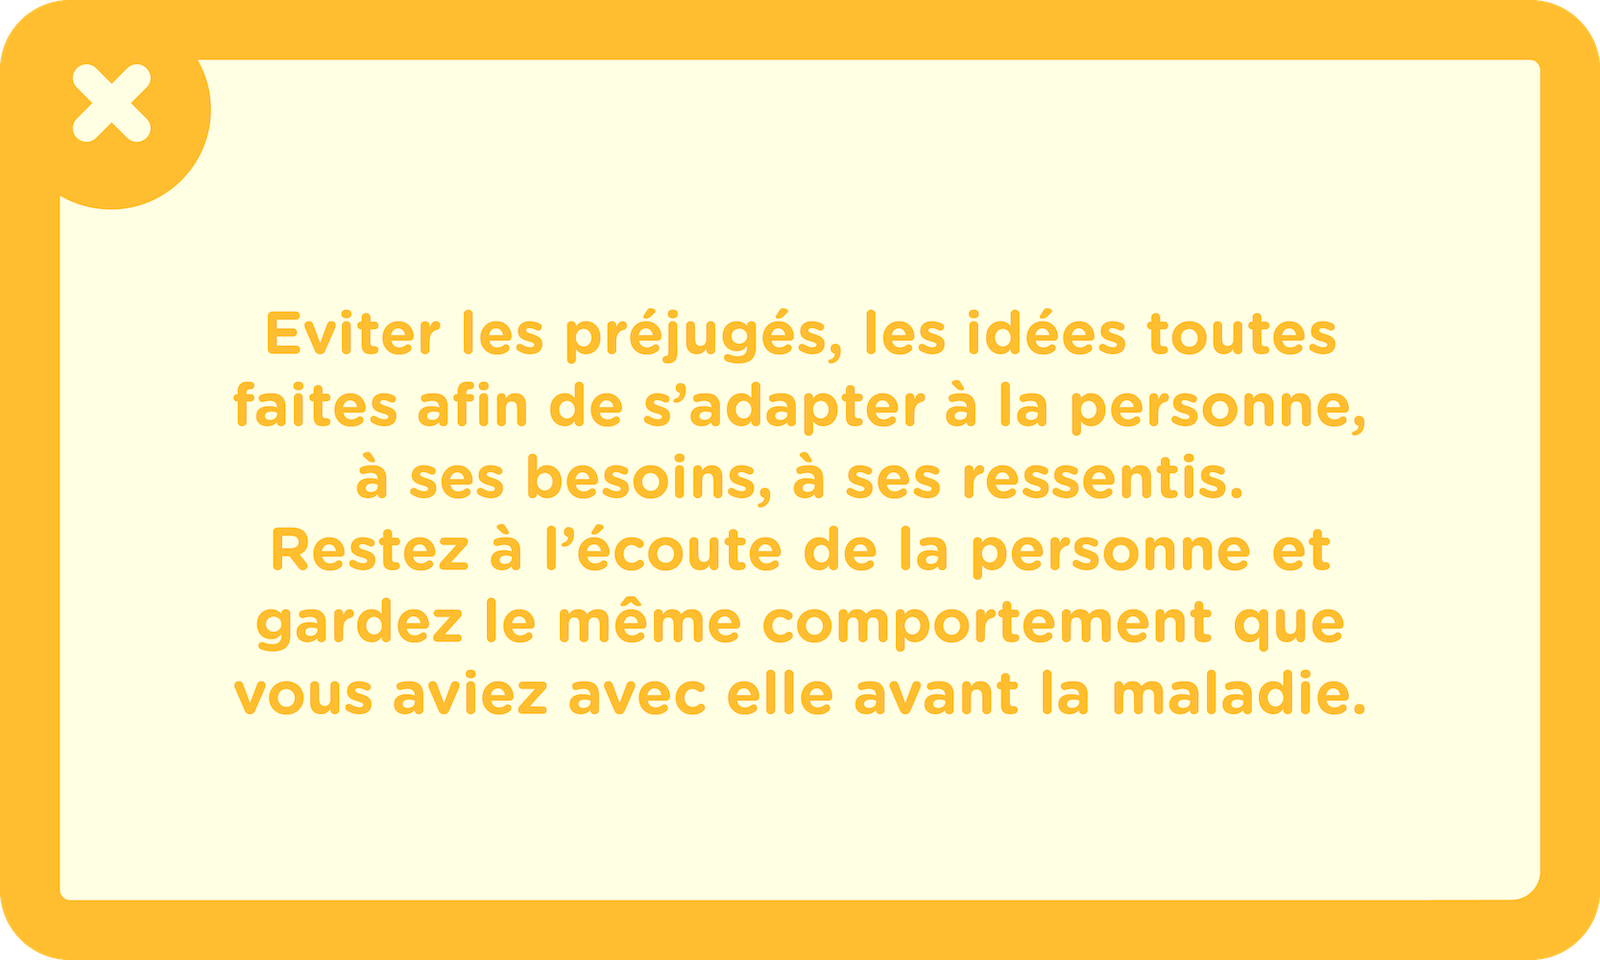 Eviter les préjugés, les idées toutes
faites afin de s’adapter à la personne,
à ses besoins, à ses ressentis.
Restez à l’écoute de la personne et
gardez le même comportement que
vous aviez avec elle avant la maladie.